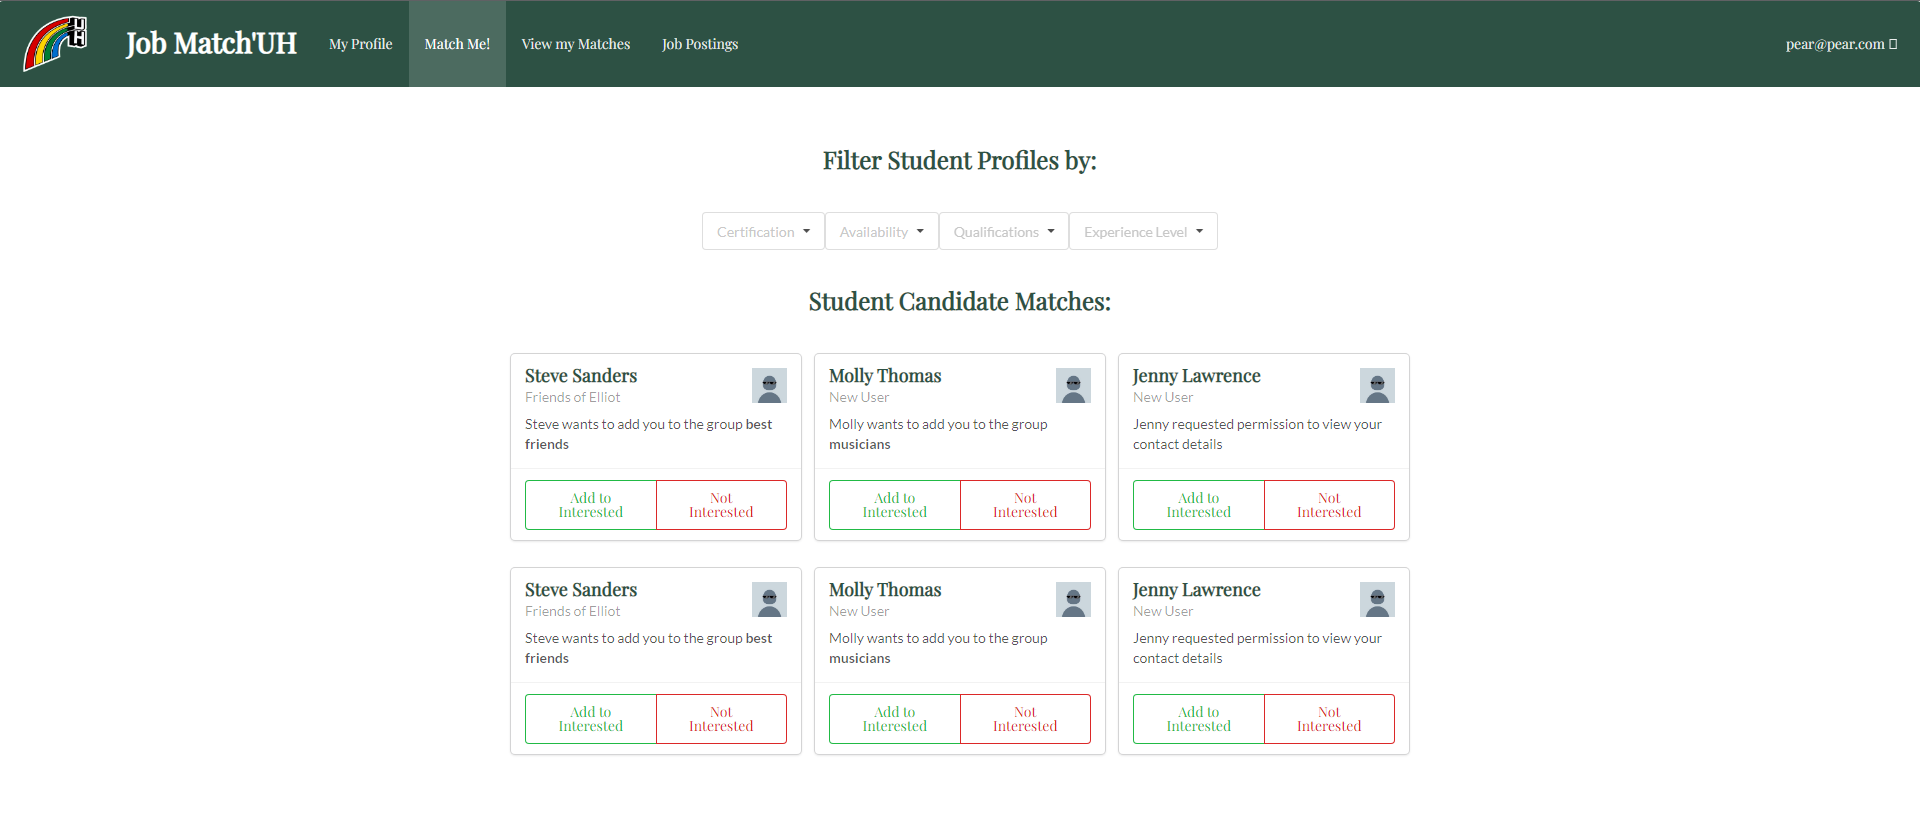 UH
Job Match'UH
My Profile
Match Me!
View my Matches
Job Postings
pear@pear.com
Filter Student Profiles by:
Certification
Availability
Qualifications
Experience Level
Student Candidate Matches:
Steve Sanders
Friends of Elliot
Steve wants to add you to the group best
friends
Add to
Interested
Not
Interested
Molly Thomas
New User
Molly wants to add you to the group
musicians
Add to
Interested
Not
Interested
Jenny Lawrence
New User
Jenny requested permission to view your
contact details
Add to
Interested
Not
Interested
Steve Sanders
Friends of Elliot
Steve wants to add you to the group best
friends
Add to
Interested
Not
Interested
Molly Thomas
New User
Molly wants to add you to the group
musicians
Add to
Interested
Not
Interested
Jenny Lawrence
New User
Jenny requested permission to view your
contact details
Add to
Interested
Not
Interested